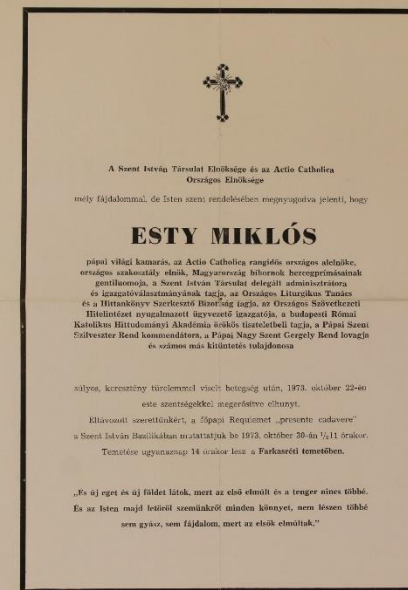 A Szent István Társulat Elnöksége és az Actio Catholica
Országos Elnöksége
mély fájdalommal, de Isten szent rendelésében megnyugodva jelenti, hogy
ESTY MIKLÓS
pápai világi kamarás, az Actio Catholica rangidős országos alelnöke,
országos szakosztály elnök, Magyarország bíbornok hercegprímásainak
gentiluomoja, a Szent István Társulat delegált adminisztrátora
és igazgatóválasztmányának tagja, az Országos Liturgikus Tanács
és a Hittankönyv Szerkesztő Bizottság tagja, az Országos Szövetkezeti
Hitelintézet nyugalmazott ügyvezető igazgatója, a budapesti Római
Katolikus Hittudományi Akadémia örökös tiszteletbeli tagja, a Pápai Szent
Szilveszter Rend kommendátora, a Pápai Nagy Szent Gergely Rend lovagja
és számos más kitüntetés tulajdonosa
súlyos, keresztény türelemmel viselt betegség után, 1973. október 22-én
este szentségekkel megerősítve elhunyt.
Eltávozott szerettünkért, a főpapi Requiemet „presente cadavere"
a Szent István Bazilikában mutattatjuk be 1973. október 30-án ½11 órakor.
Temetése ugyanaznap 14 órakor lesz a Farkasréti temetőben.
„És új eget és új földet látok, mert az első elmúlt és a tenger nincs többé.
És az Isten majd letöröl szemünkről minden könnyet, nem lészen többé
sem gyász, sem fájdalom, mert az elsők elmúltak."